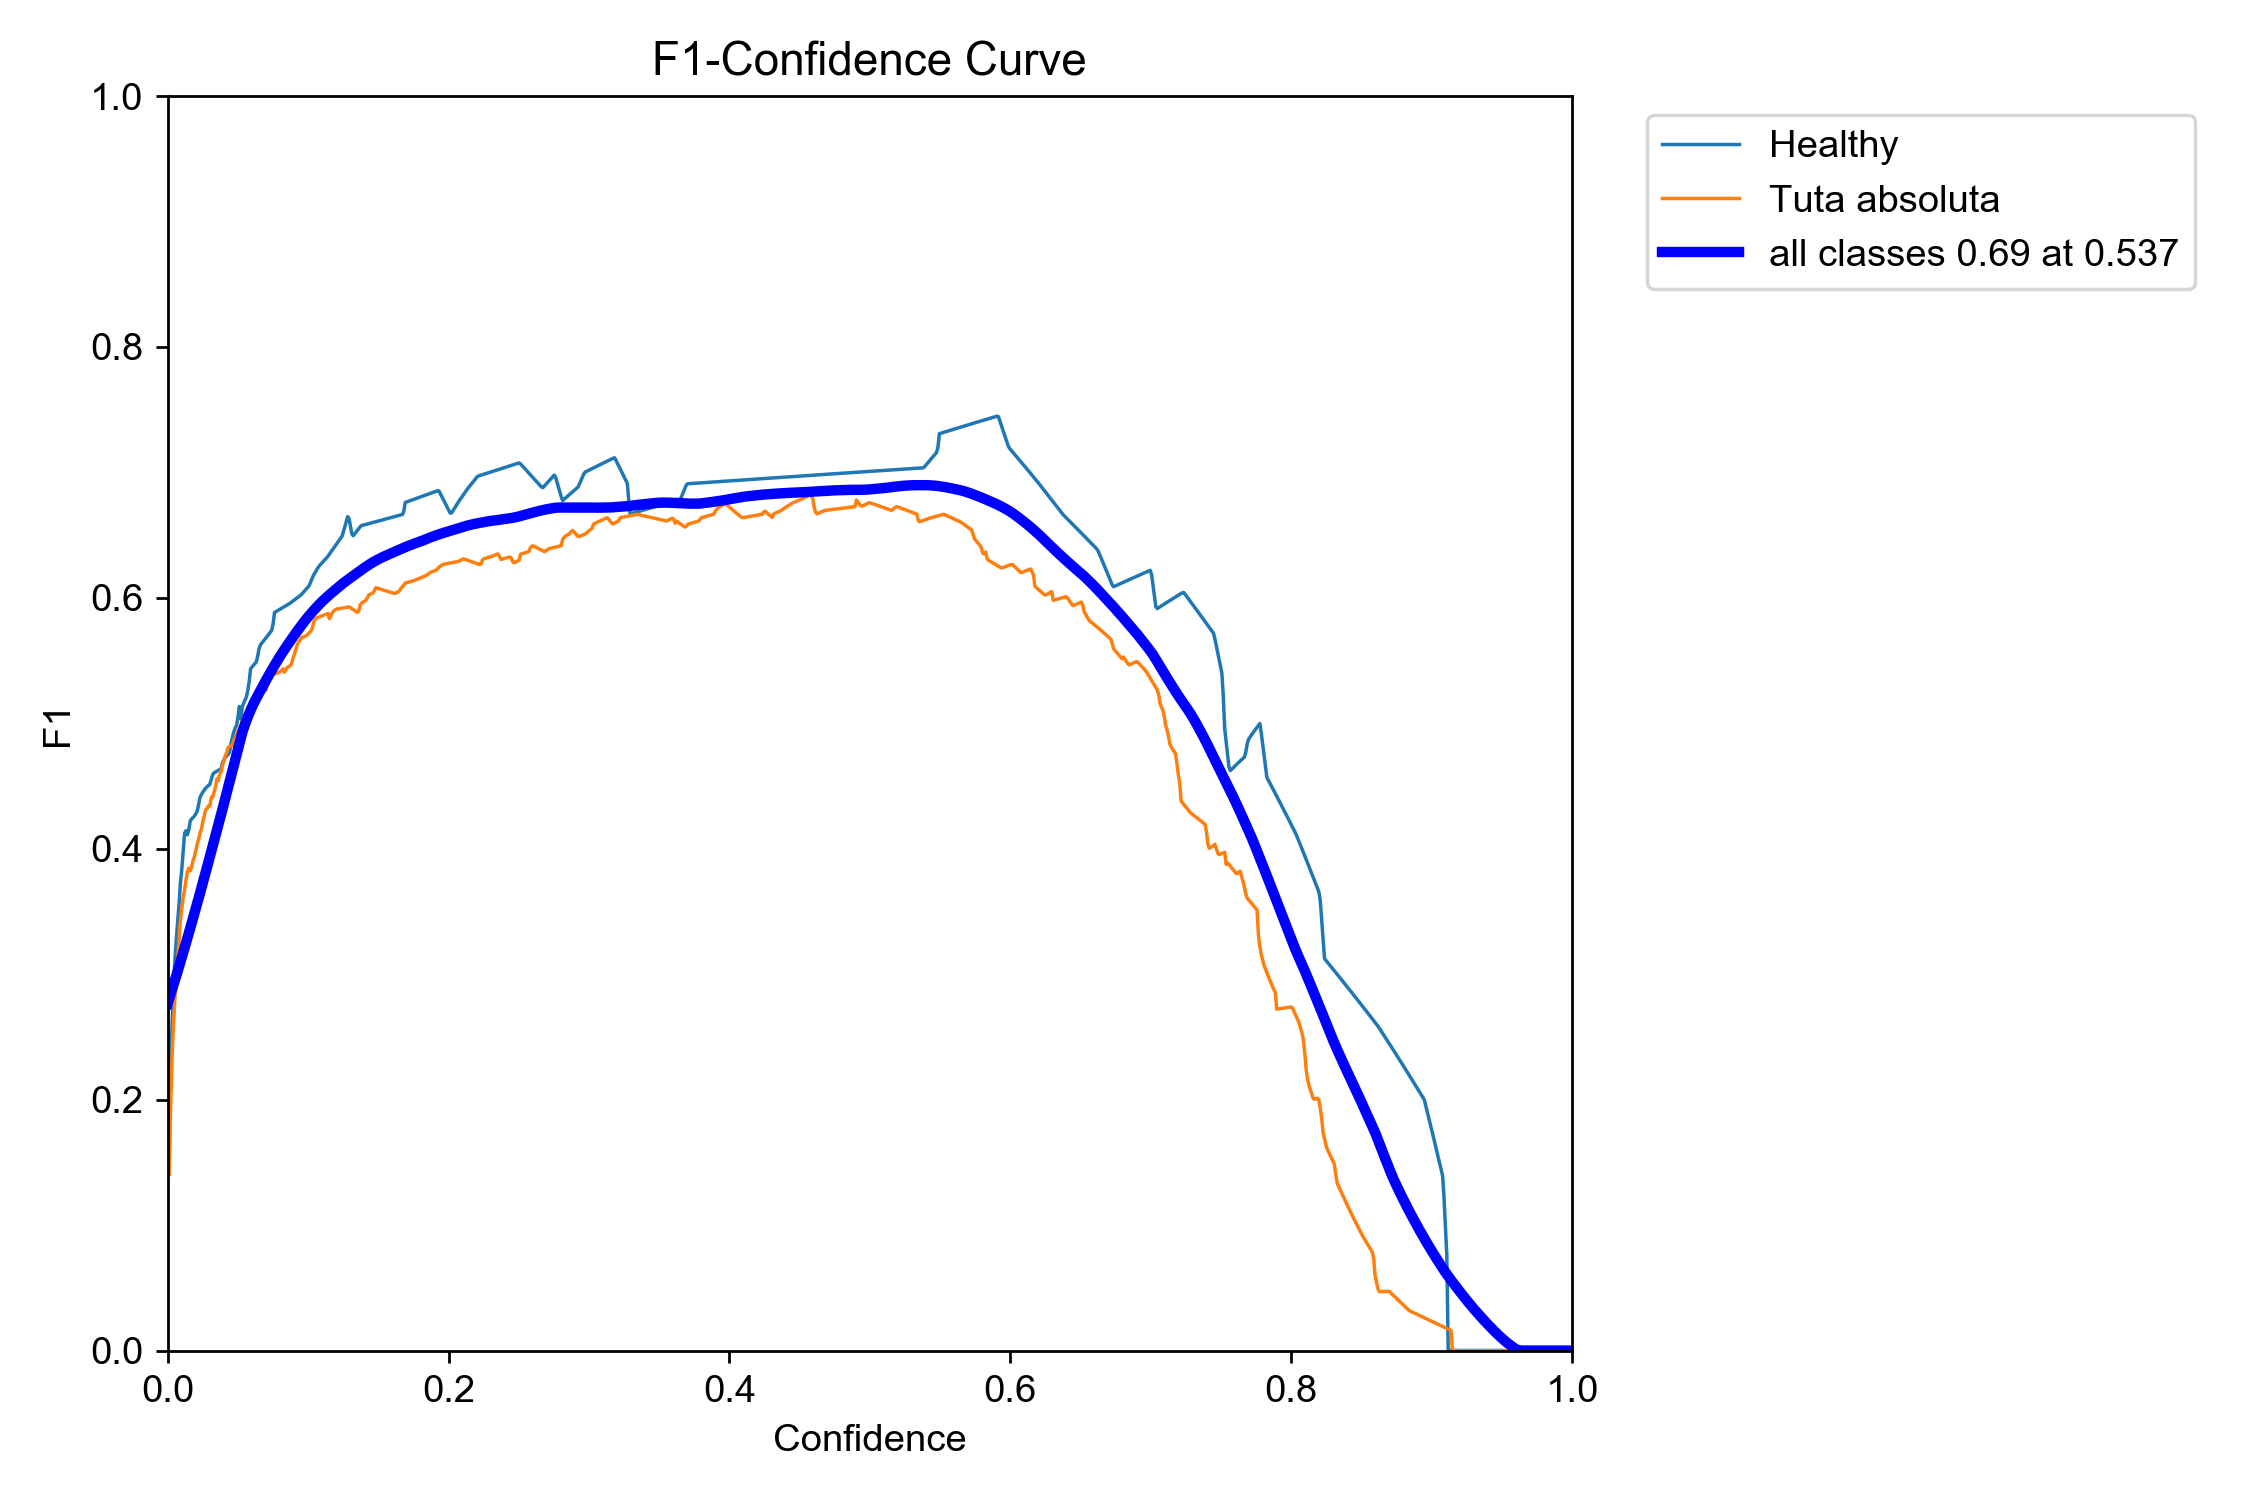 F1-Confidence Curve
Healthy
Tuta absoluta
all classes 0.69 at 0.537
1.0
0.8
0.6
0.4
0.2
0.0
F1
0.0 0.2 0.4 0.6 0.8 1.0
Confidence